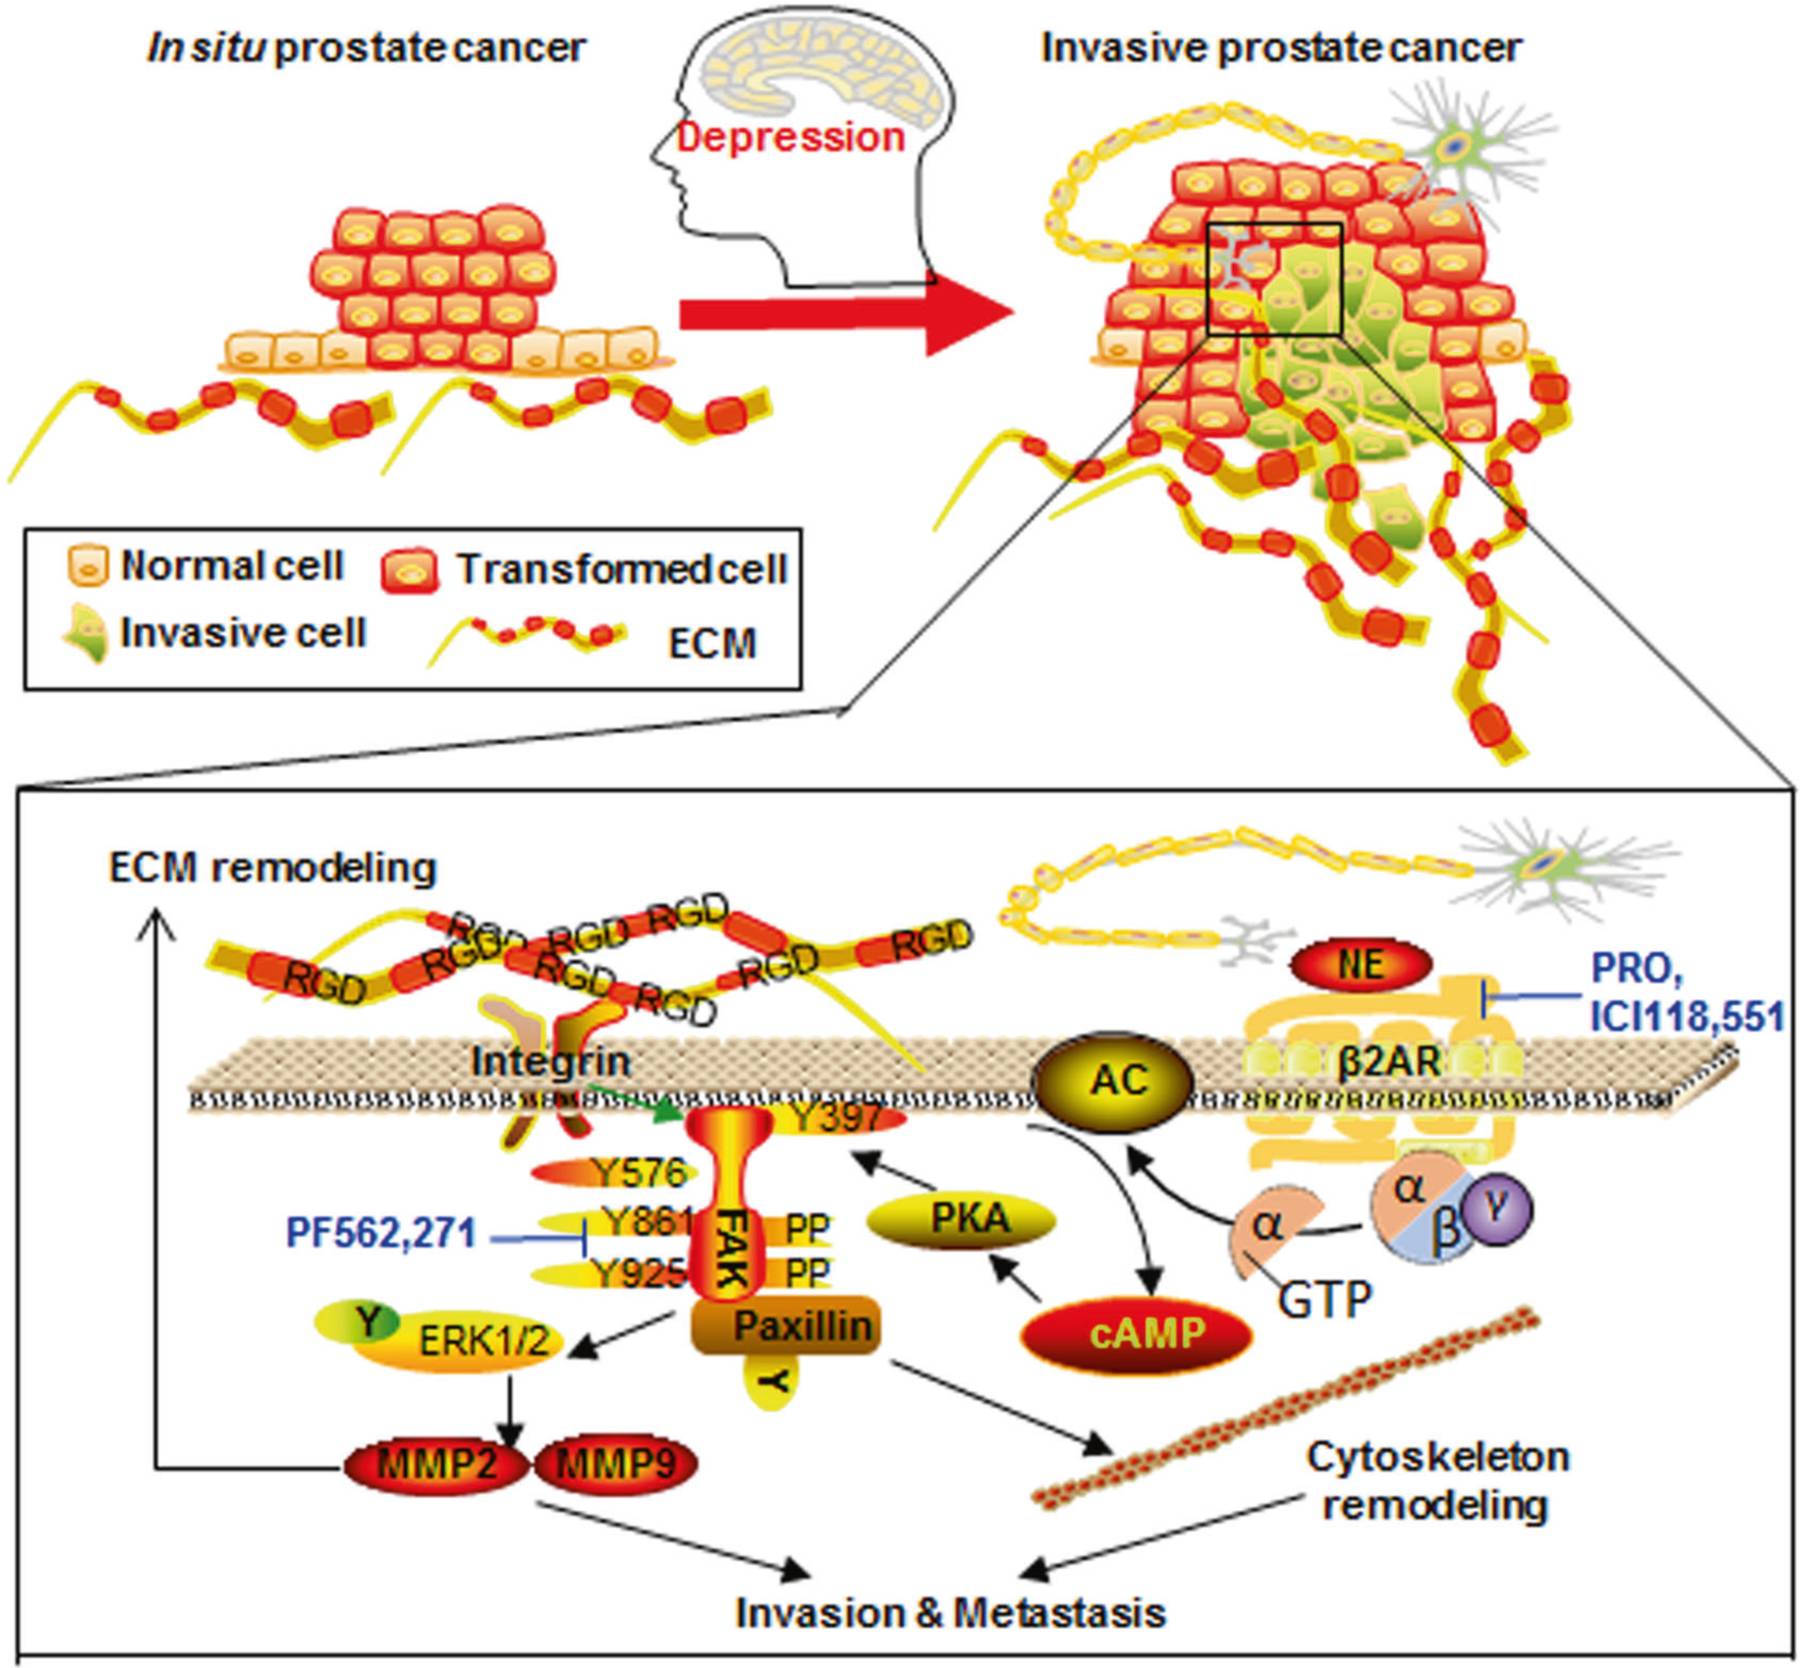 In situ prostate cancer
Invasive prostate cancer
Depression
Normal cell
Transformed cell
Invasive cell
ECM
ECM remodeling
RGD
RGD
RGD
RGD
RGD
RGD
RGD
RGD
RGD
NE
PRO,
ICI118,551
Integrin
AC
β2AR
Y397
Y576
PKA
α
β
γ
α
GTP
PF562,271
Y861
PP
FAK
Y925
PP
Y
ERK1/2
Paxillin
Y
cAMP
MMP2
MMP9
Cytoskeleton
remodeling
Invasion & Metastasis